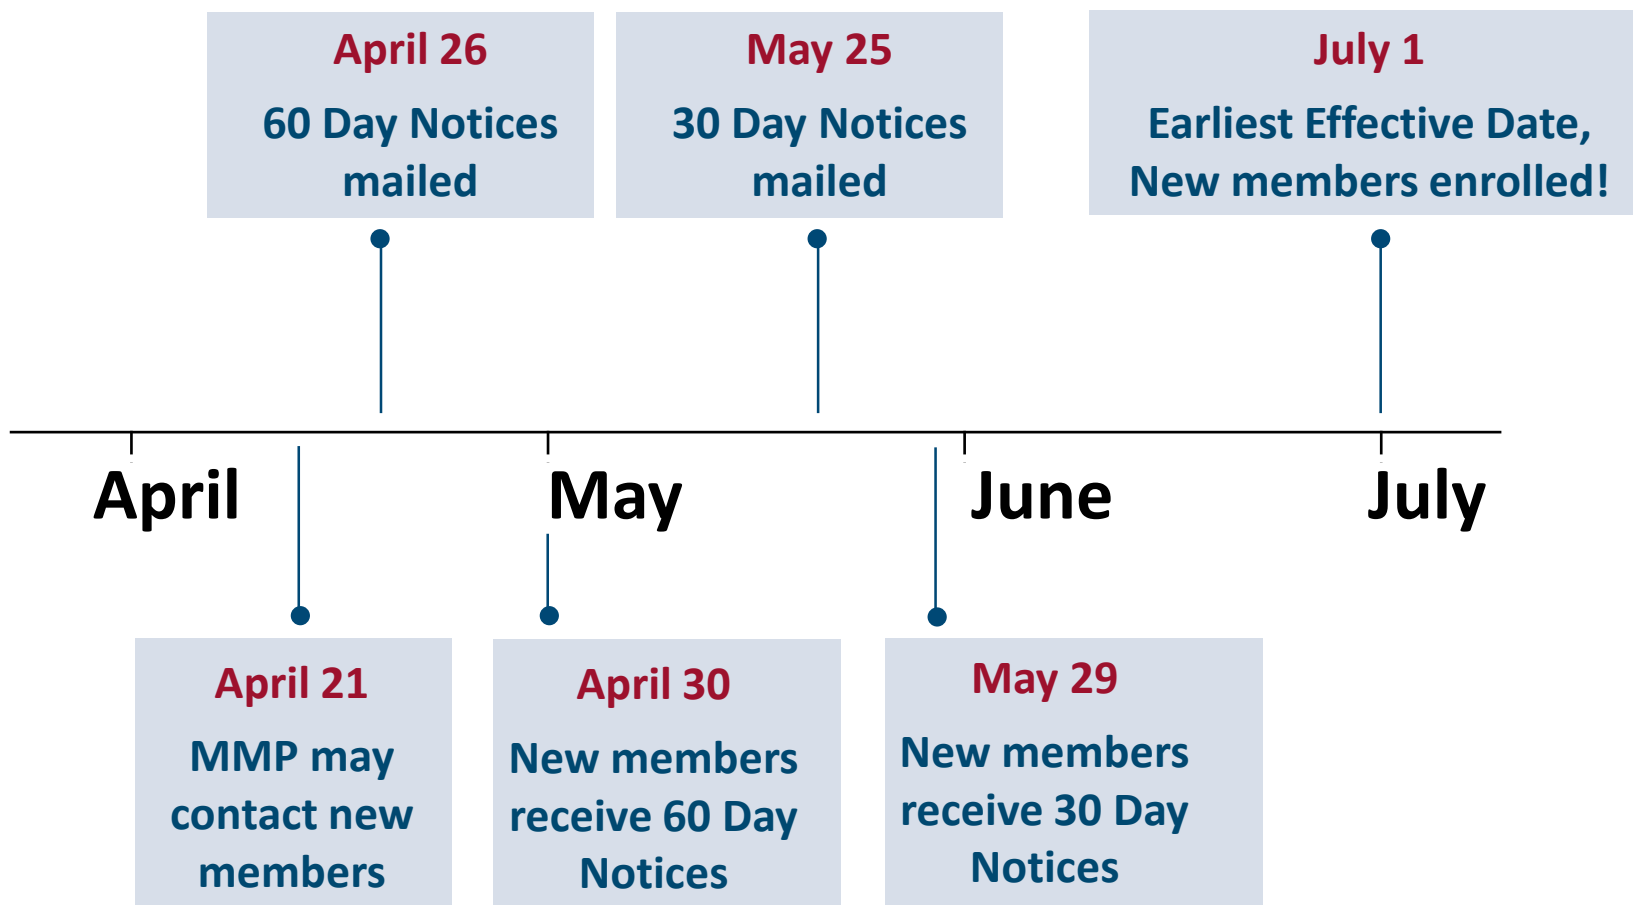 April 26
60 Day Notices
mailed
May 25
30 Day Notices
mailed
July 1
Earliest Effective Date,
New members enrolled!
April
May
June
July
April 21
MMP may
contact new
members
April 30
New members
receive 60 Day
Notices
May 29
New members
receive 30 Day
Notices